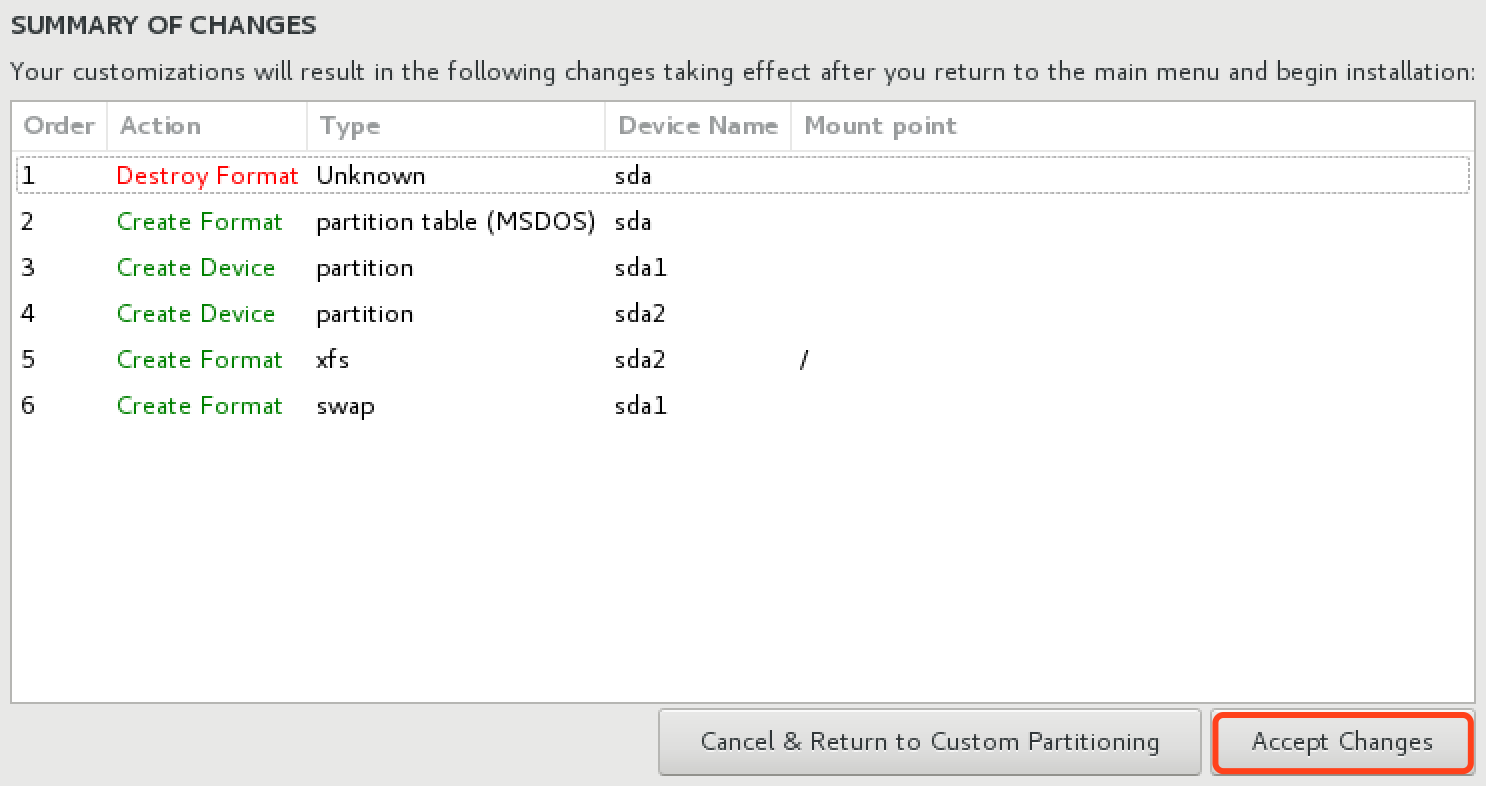 SUMMARY OF CHANGES
Your customizations will result in the following changes taking effect after you return to the main menu and begin installation:
Order Action Type Device Name Mount point
1 Destroy Format Unknown sda
2 Create Format partition table (MSDOS) sda
3 Create Device partition sda1
4 Create Device partition sda2
5 Create Format xfs sda2 /
6 Create Format swap sda1
Cancel & Return to Custom Partitioning Accept Changes